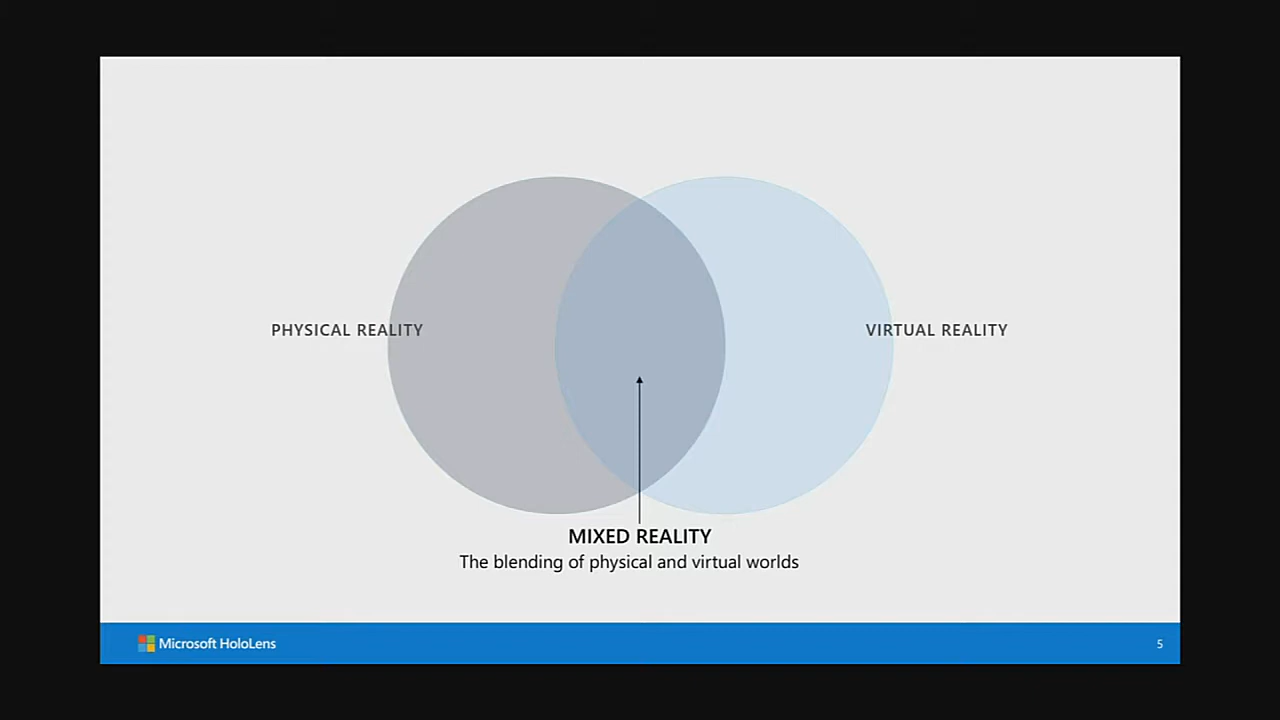 PHYSICAL REALITY
VIRTUAL REALITY
MIXED REALITY
The blending of physical and virtual worlds
Microsoft HoloLens
5